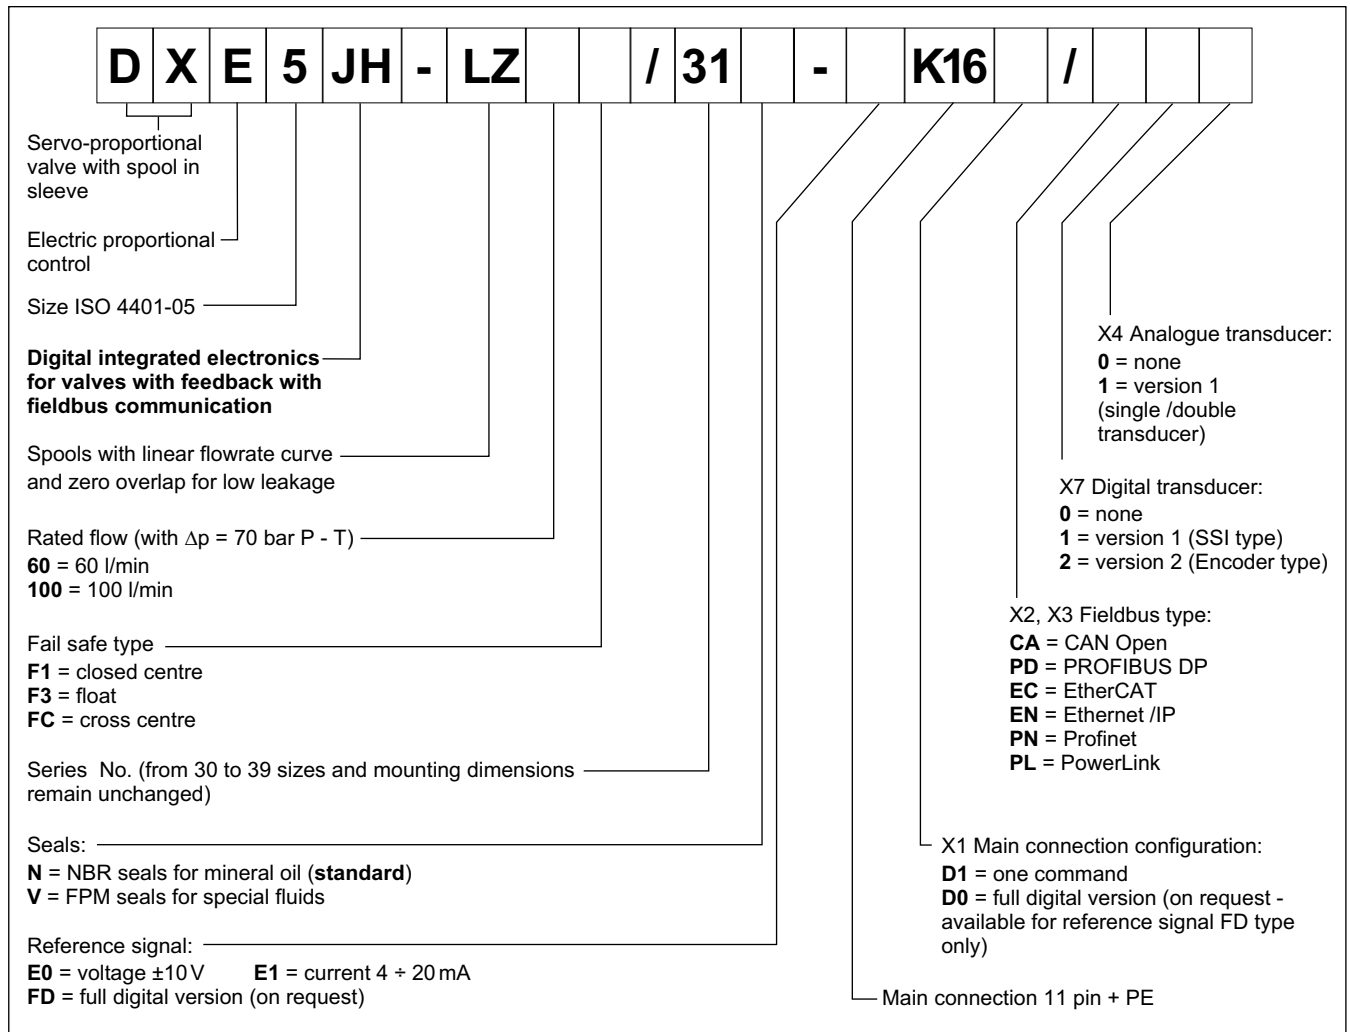 D X E 5 JH - LZ / 31 - K16 /
Servo-proportional
valve with spool in
sleeve
Electric proportional
control
Size ISO 4401-05
Digital integrated electronics
for valves with feedback with
fieldbus communication
Spools with linear flowrate curve
and zero overlap for low leakage
Rated flow (with Δp = 70 bar P - T)
60 = 60 l/min
100 = 100 l/min
Fail safe type
F1 = closed centre
F3 = float
FC = cross centre
Series No. (from 30 to 39 sizes and mounting dimensions
remain unchanged)
Seals:
N = NBR seals for mineral oil (standard)
V = FPM seals for special fluids
Reference signal:
E0 = voltage ±10 V E1 = current 4 ÷ 20 mA
FD = full digital version (on request)
Main connection 11 pin + PE
X1 Main connection configuration:
D1 = one command
D0 = full digital version (on request -
available for reference signal FD type
only)
X2, X3 Fieldbus type:
CA = CAN Open
PD = PROFIBUS DP
EC = EtherCAT
EN = Ethernet /IP
PN = Profinet
PL = PowerLink
X7 Digital transducer:
0 = none
1 = version 1 (SSI type)
2 = version 2 (Encoder type)
X4 Analogue transducer:
0 = none
1 = version 1
(single /double
transducer)